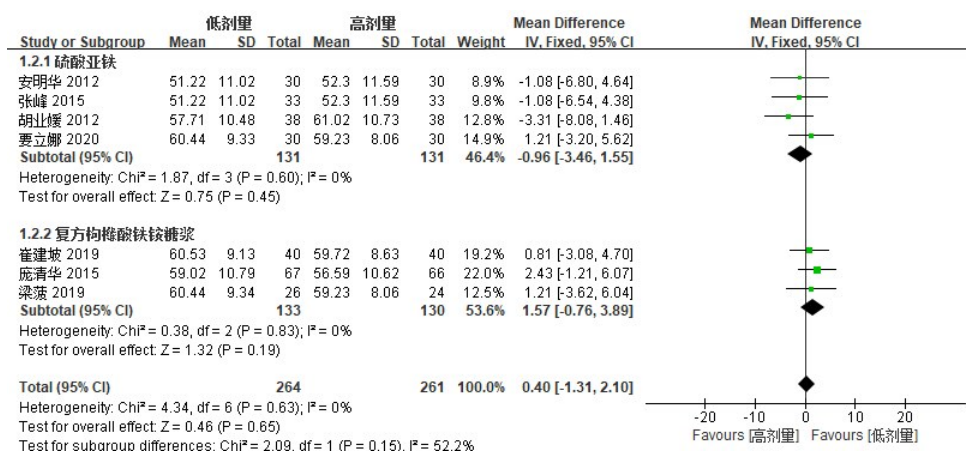 低剂量 高剂量 Mean Difference Mean Difference
Study or Subgroup Mean SD Total Mean SD Total Weight IV, Fixed, 95% CI IV, Fixed, 95% CI
1.2.1 硫酸亚铁
安明华 2012 51.22 11.02 30 52.3 11.59 30 8.9% -1.08 [-6.80, 4.64]
张峰 2015 51.22 11.02 33 52.3 11.59 33 9.8% -1.08 [-6.54, 4.38]
胡业媛 2012 57.71 10.48 38 61.02 10.73 38 12.8% -3.31 [-8.08, 1.46]
要立娜 2020 60.44 9.33 30 59.23 8.06 30 14.9% 1.21 [-3.20, 5.62]
Subtotal (95% CI) 131 131 46.4% -0.96 [-3.46, 1.55]
Heterogeneity: Chi² = 1.87, df = 3 (P = 0.60); I² = 0%
Test for overall effect: Z = 0.75 (P = 0.45)
1.2.2 复方枸橼酸铁铵糖浆
崔建坡 2019 60.53 9.13 40 59.72 8.63 40 19.2% 0.81 [-3.08, 4.70]
庞清华 2015 59.02 10.79 67 56.59 10.62 66 22.0% 2.43 [-1.21, 6.07]
梁菠 2019 60.44 9.34 26 59.23 8.06 24 12.5% 1.21 [-3.62, 6.04]
Subtotal (95% CI) 133 130 53.6% 1.57 [-0.76, 3.89]
Heterogeneity: Chi² = 0.38, df = 2 (P = 0.83); I² = 0%
Test for overall effect: Z = 1.32 (P = 0.19)
Total (95% CI) 264 261 100.0% 0.40 [-1.31, 2.10]
Heterogeneity: Chi² = 4.34, df = 6 (P = 0.63); I² = 0%
Test for overall effect: Z = 0.46 (P = 0.65)
Test for subgroup differences: Chi² = 2.09, df = 1 (P = 0.15), I² = 52.2%
-20 -10 0 10 20
Favours [高剂量] Favours [低剂量]